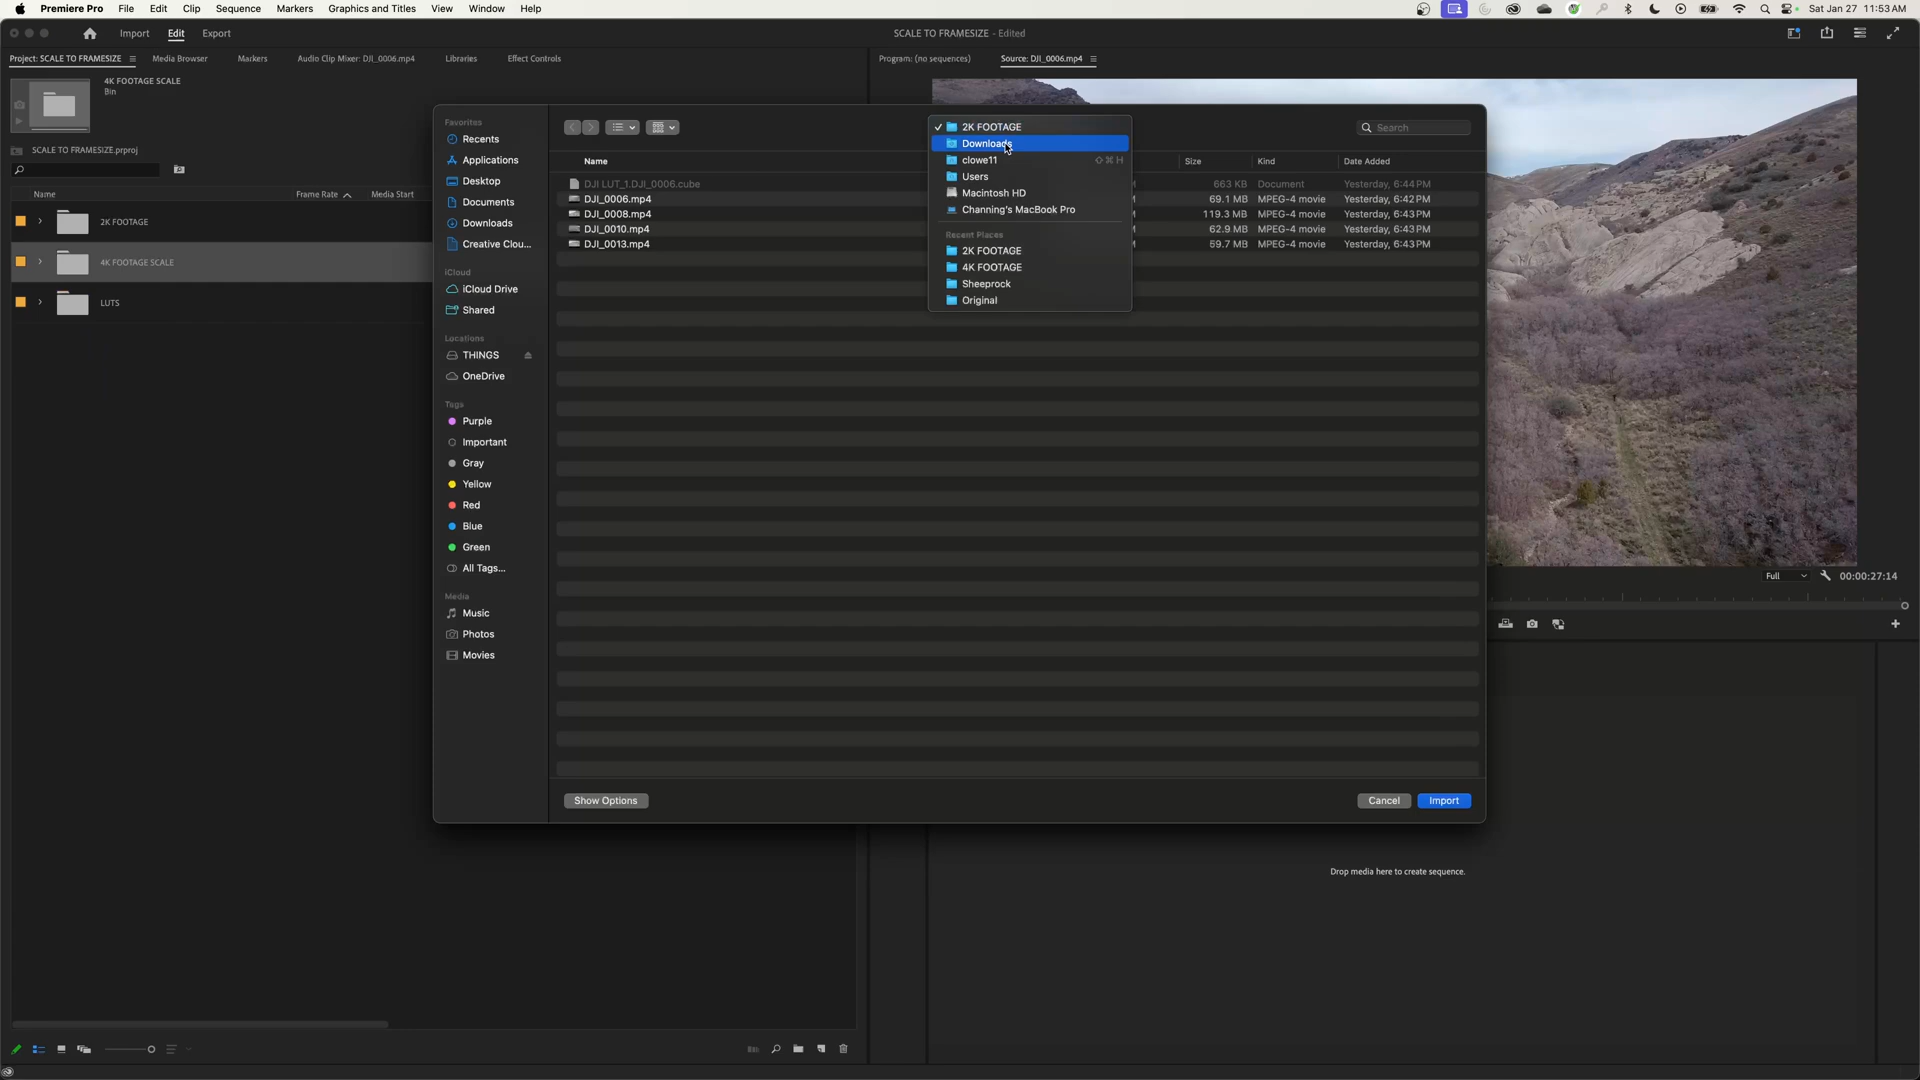 Premiere Pro File Edit Clip Sequence Markers Graphics and Titles View Window Help Sat Jan 27 11:53 AM
Import Edit Export SCALE TO FRAMESIZE - Edited
Project: SCALE TO FRAMESIZE Media Browser Markers Audio Clip Mixer: DJI_0006.mp4 Libraries Effect Controls Program: (no sequences) Source: DJI_0006.mp4
4K FOOTAGE SCALE
Bin
SCALE TO FRAMESIZE.prproj
Name Frame Rate Media Start
2K FOOTAGE
4K FOOTAGE SCALE
LUTS
Favorites
Recents
Applications
Desktop
Documents
Downloads
Creative Clou...
iCloud
iCloud Drive
Shared
Locations
THINGS
OneDrive
Tags
Purple
Important
Gray
Yellow
Red
Blue
Green
All Tags...
Media
Music
Photos
Movies
Search
Name Size Kind Date Added
DJI LUT_1.DJI_0006.cube M 663 KB Document Yesterday, 6:44 PM
DJI_0006.mp4 M 69.1 MB MPEG-4 movie Yesterday, 6:42 PM
DJI_0008.mp4 M 119.3 MB MPEG-4 movie Yesterday, 6:43 PM
DJI_0010.mp4 M 62.9 MB MPEG-4 movie Yesterday, 6:43 PM
DJI_0013.mp4 M 59.7 MB MPEG-4 movie Yesterday, 6:43 PM
2K FOOTAGE
Downloads
clowe11 ⇧⌘H
Users
Macintosh HD
Channing's MacBook Pro
Recent Places
2K FOOTAGE
4K FOOTAGE
Sheeprock
Original
Show Options Cancel Import
Full 00:00:27:14
Drop media here to create sequence.